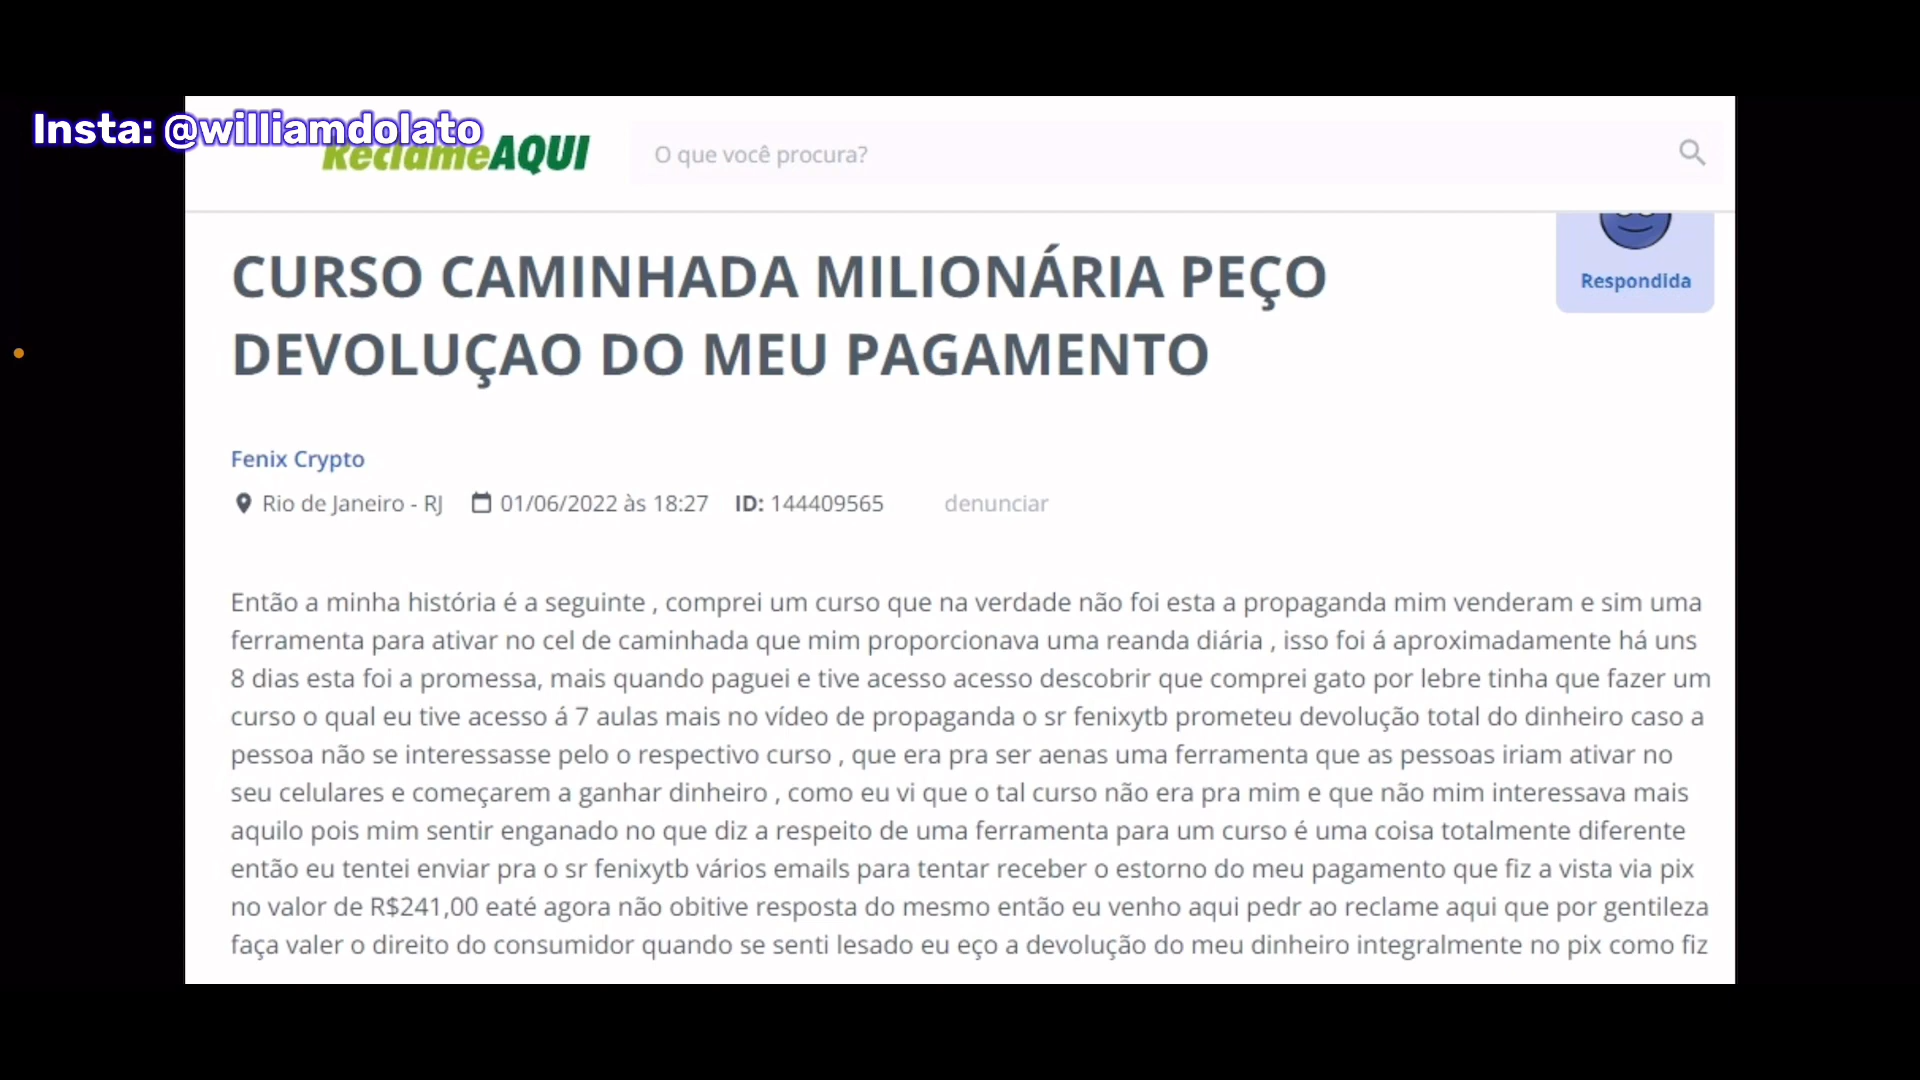 Insta: @williamdolato
ReclameAQUI
O que você procura?
CURSO CAMINHADA MILIONÁRIA PEÇO
DEVOLUÇAO DO MEU PAGAMENTO
Respondida
Fenix Crypto
Rio de Janeiro - RJ 01/06/2022 às 18:27 ID: 144409565 denunciar
Então a minha história é a seguinte , comprei um curso que na verdade não foi esta a propaganda mim venderam e sim uma
ferramenta para ativar no cel de caminhada que mim proporcionava uma reanda diária , isso foi á aproximadamente há uns
8 dias esta foi a promessa, mais quando paguei e tive acesso acesso descobrir que comprei gato por lebre tinha que fazer um
curso o qual eu tive acesso á 7 aulas mais no vídeo de propaganda o sr fenixytb prometeu devolução total do dinheiro caso a
pessoa não se interessasse pelo o respectivo curso , que era pra ser aenas uma ferramenta que as pessoas iriam ativar no
seu celulares e começarem a ganhar dinheiro , como eu vi que o tal curso não era pra mim e que não mim interessava mais
aquilo pois mim sentir enganado no que diz a respeito de uma ferramenta para um curso é uma coisa totalmente diferente
então eu tentei enviar pra o sr fenixytb vários emails para tentar receber o estorno do meu pagamento que fiz a vista via pix
no valor de R$241,00 eaté agora não obitive resposta do mesmo então eu venho aqui pedr ao reclame aqui que por gentileza
faça valer o direito do consumidor quando se senti lesado eu eço a devolução do meu dinheiro integralmente no pix como fiz